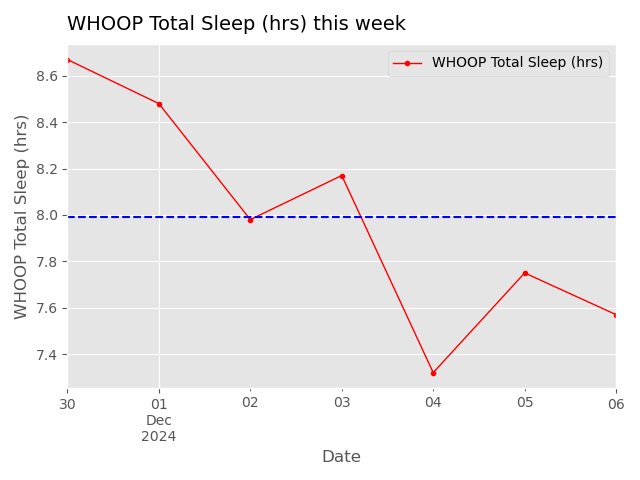 WHOOP Total Sleep (hrs) this week
WHOOP Total Sleep (hrs)
WHOOP Total Sleep (hrs)
8.6
8.4
8.2
8.0
7.8
7.6
7.4
30 01 02 03 04 05 06
Dec
2024
Date